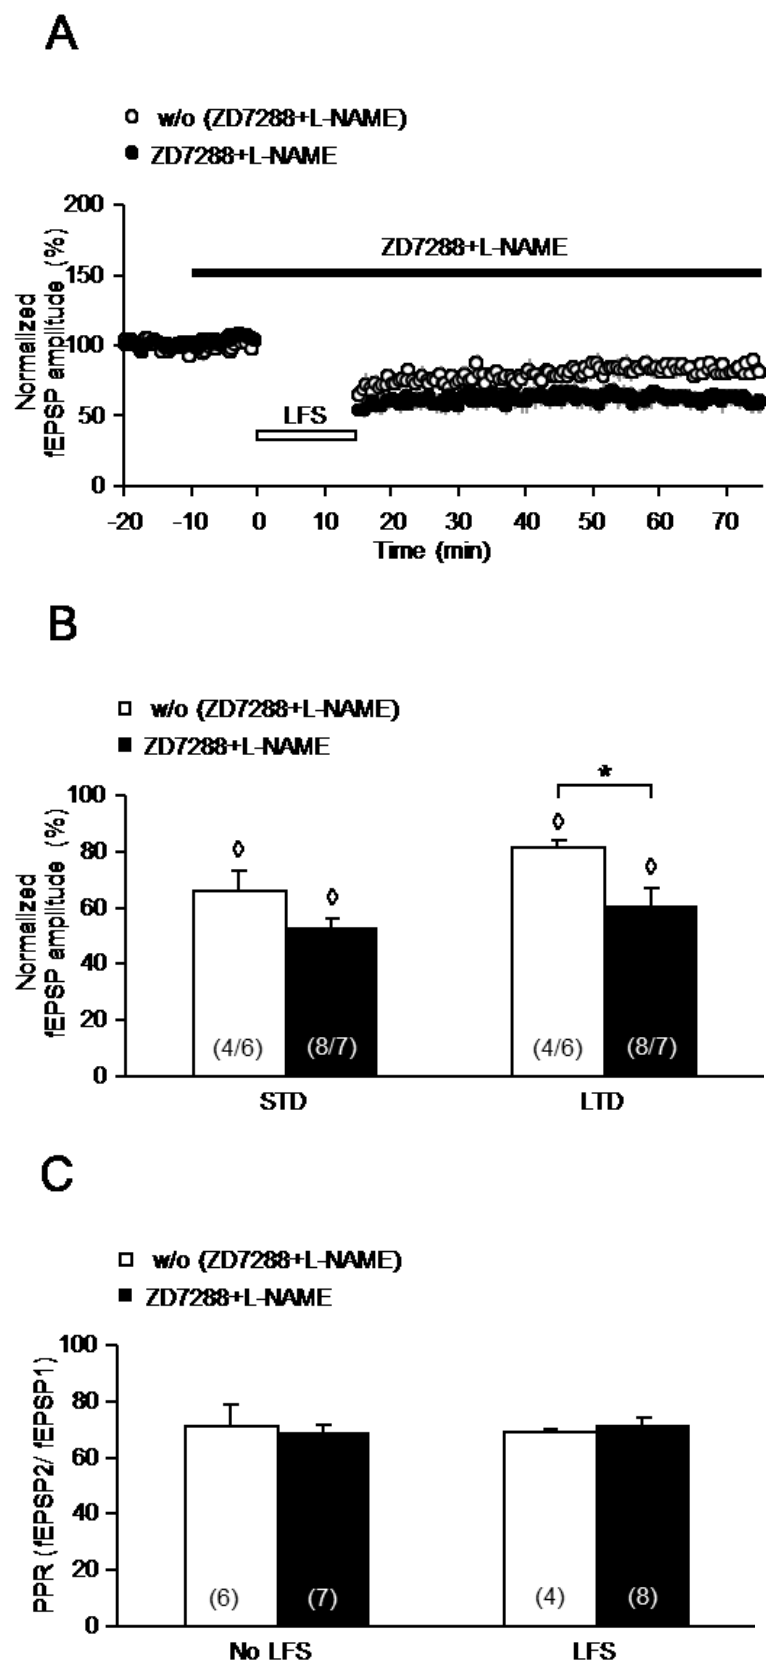 A
w/o (ZD7288+L-NAME)
ZD7288+L-NAME
Normalized
fEPSP amplitude (%)
200
150
100
50
0
ZD7288+L-NAME
LFS
-20 -10 0 10 20 30 40 50 60 70
Time (min)
B
w/o (ZD7288+L-NAME)
ZD7288+L-NAME
Normalized
fEPSP amplitude (%)
100
80
60
40
20
0
*
◊ ◊ ◊ ◊
(4/6) (8/7) (4/6) (8/7)
STD LTD
C
w/o (ZD7288+L-NAME)
ZD7288+L-NAME
PPR (fEPSP2/ fEPSP1)
100
80
60
40
20
0
(6) (7) (4) (8)
No LFS LFS